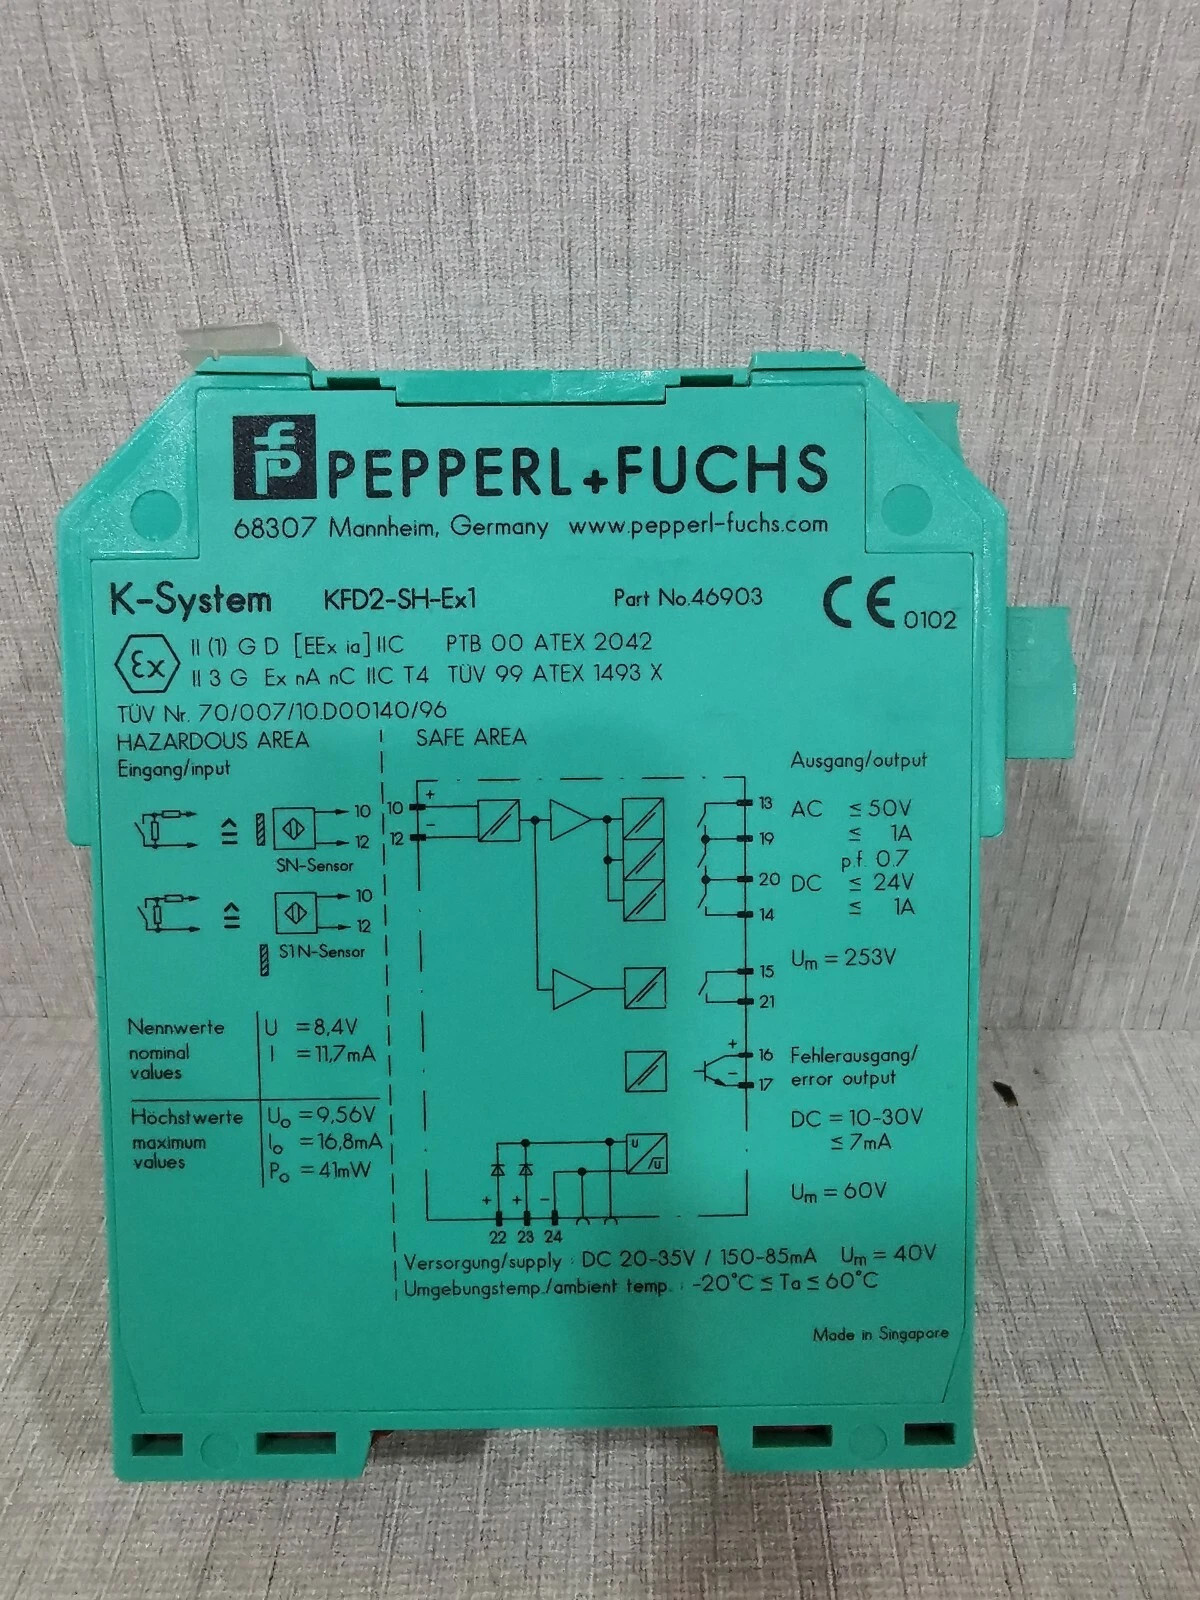 fp PEPPERL+FUCHS
68307 Mannheim, Germany www.pepperl-fuchs.com
K-System KFD2-SH-Ex1 Part No.46903 CE 0102
Ex II (1) G D [EEx ia] IIC PTB 00 ATEX 2042
II 3 G Ex nA nC IIC T4 TÜV 99 ATEX 1493 X
TÜV Nr. 70/007/10.D00140/96
HAZARDOUS AREA
Eingang/input
10
12
SN-Sensor
10
12
S1N-Sensor
Nennwerte
nominal
values
U =8,4V
I =11,7mA
Höchstwerte
maximum
values
Uo =9,56V
Io =16,8mA
Po =41mW
SAFE AREA
10 +
12 −
13
19
20
14
15
21
+ 16
− 17
U
/U
+ + −
22 23 24
Ausgang/output
AC ≤ 50V
≤ 1A
p.f. 0.7
DC ≤ 24V
≤ 1A
Um = 253V
Fehlerausgang/
error output
DC = 10-30V
≤ 7mA
Um = 60V
Versorgung/supply : DC 20-35V / 150-85mA Um = 40V
Umgebungstemp./ambient temp. : -20°C ≤ Ta ≤ 60°C
Made in Singapore